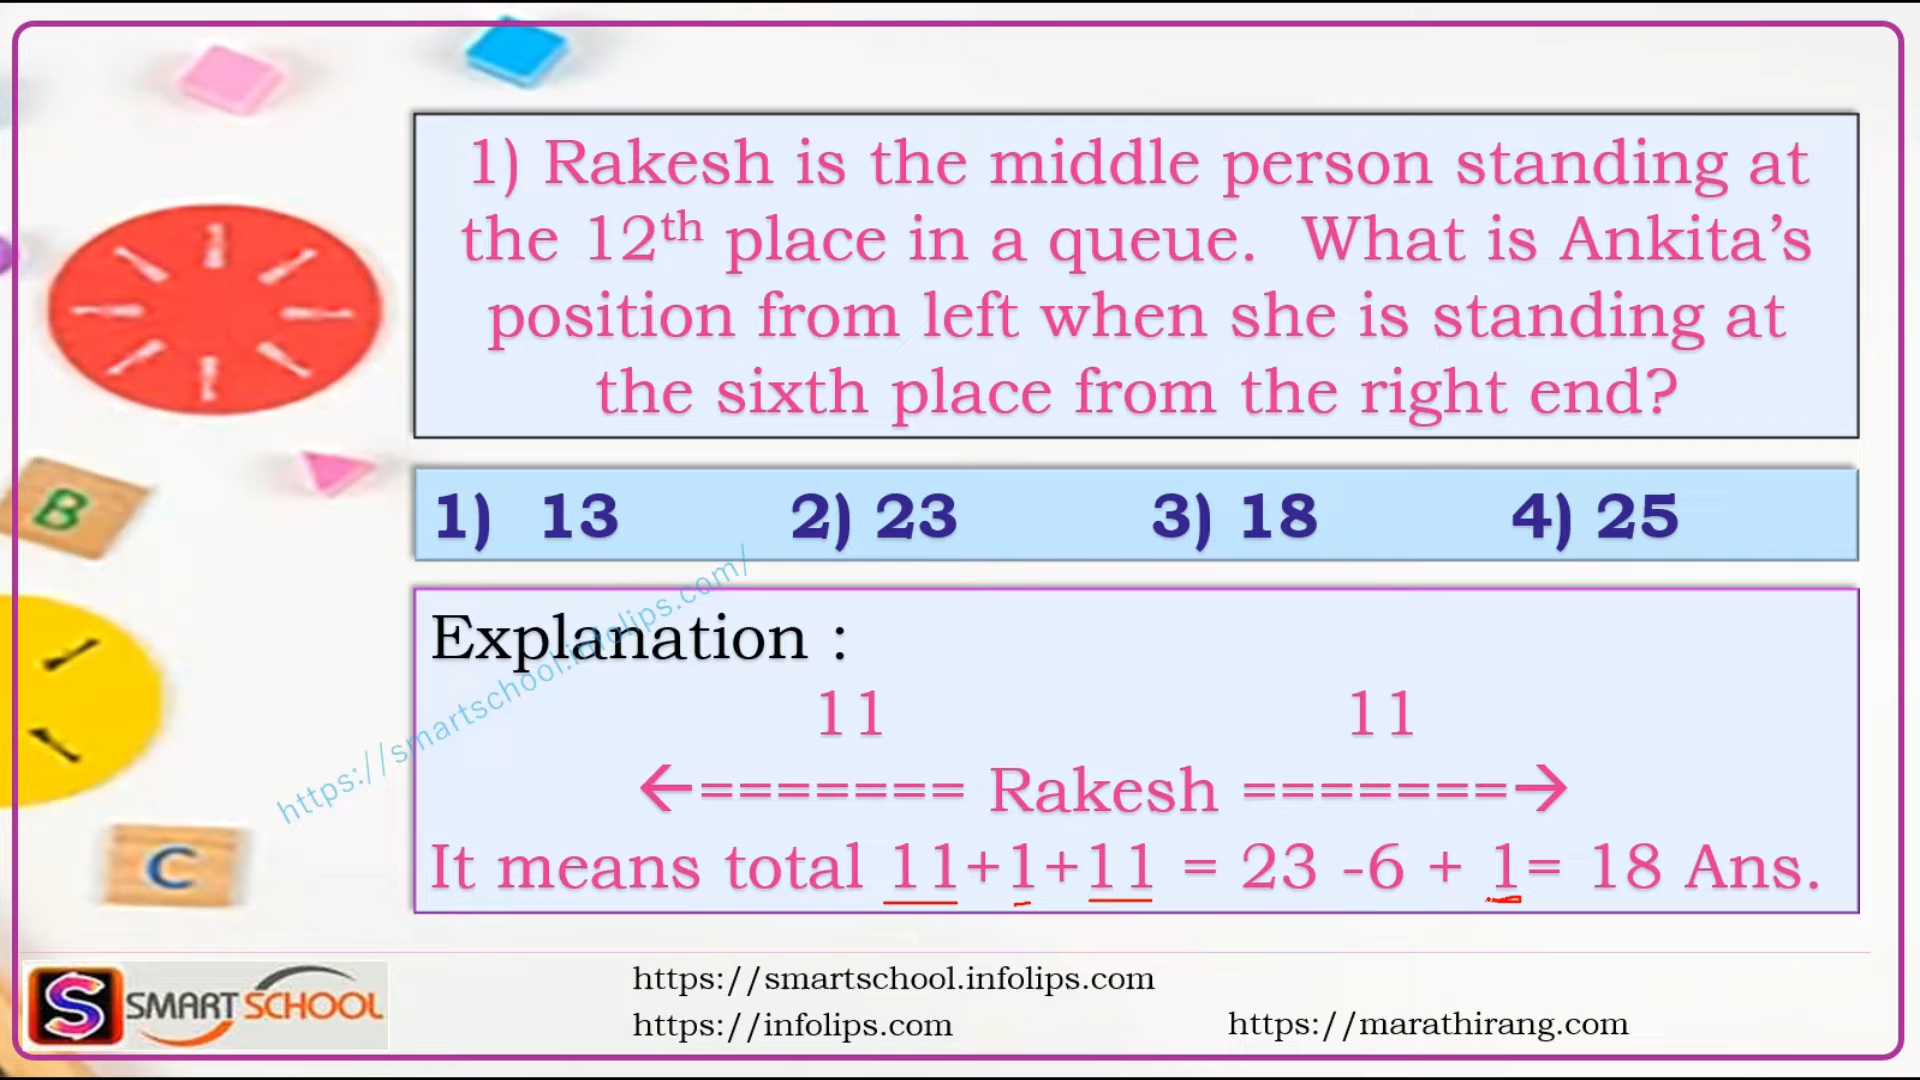 1) Rakesh is the middle person standing at
the 12th place in a queue. What is Ankita’s
position from left when she is standing at
the sixth place from the right end?
1) 13 2) 23 3) 18 4) 25
Explanation :
11 11
←======= Rakesh =======→
It means total 11+1+11 = 23 -6 + 1= 18 Ans.
https://smartschool.infolips.com/
B
C
S SMART SCHOOL
https://smartschool.infolips.com
https://infolips.com
https://marathirang.com